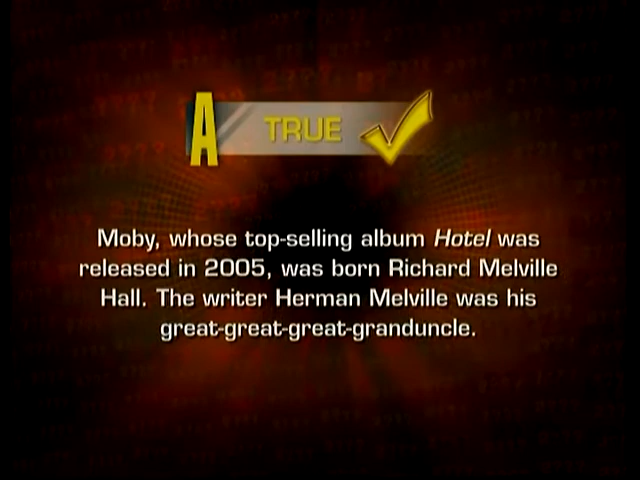 A TRUE
Moby, whose top-selling album Hotel was
released in 2005, was born Richard Melville
Hall. The writer Herman Melville was his
great-great-great-granduncle.